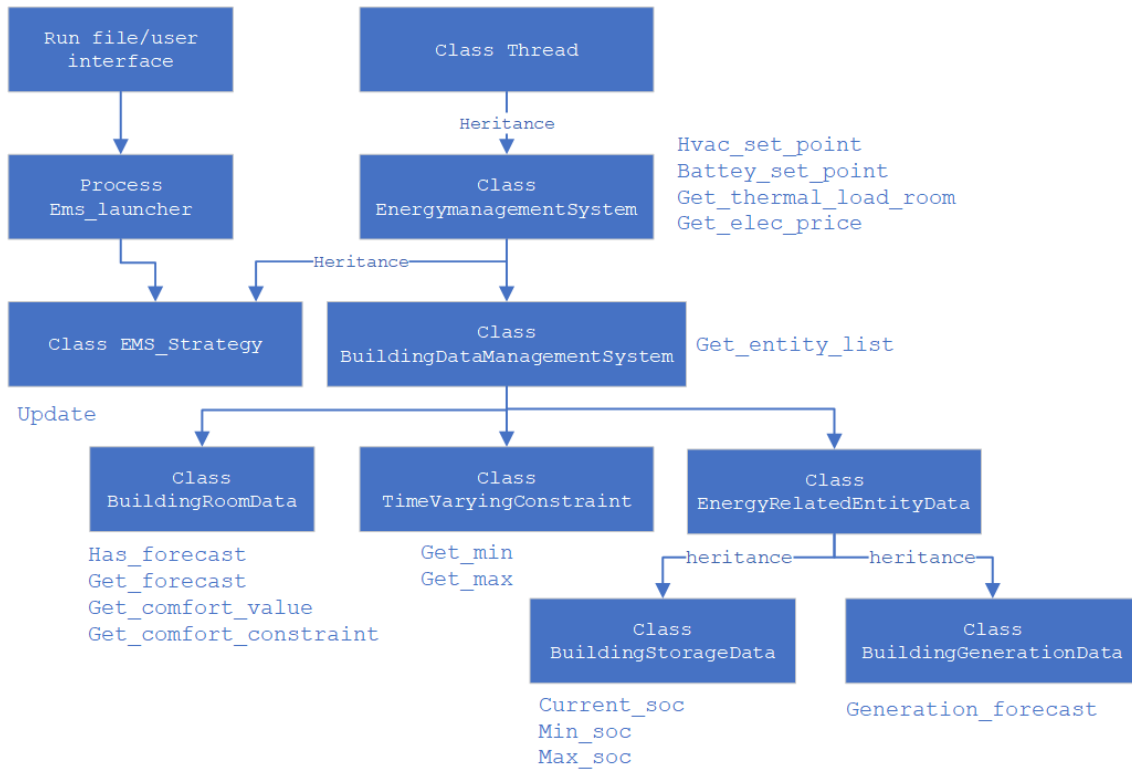 Run file/user
interface
Class Thread
Heritance
Process
Ems_launcher
Class
EnergymanagementSystem
Hvac_set_point
Battey_set_point
Get_thermal_load_room
Get_elec_price
Heritance
Class EMS_Strategy
Class
BuildingDataManagementSystem
Get_entity_list
Update
Class
BuildingRoomData
Class
TimeVaryingConstraint
Class
EnergyRelatedEntityData
Has_forecast
Get_forecast
Get_comfort_value
Get_comfort_constraint
Get_min
Get_max
heritance
heritance
Class
BuildingStorageData
Class
BuildingGenerationData
Current_soc
Min_soc
Max_soc
Generation_forecast